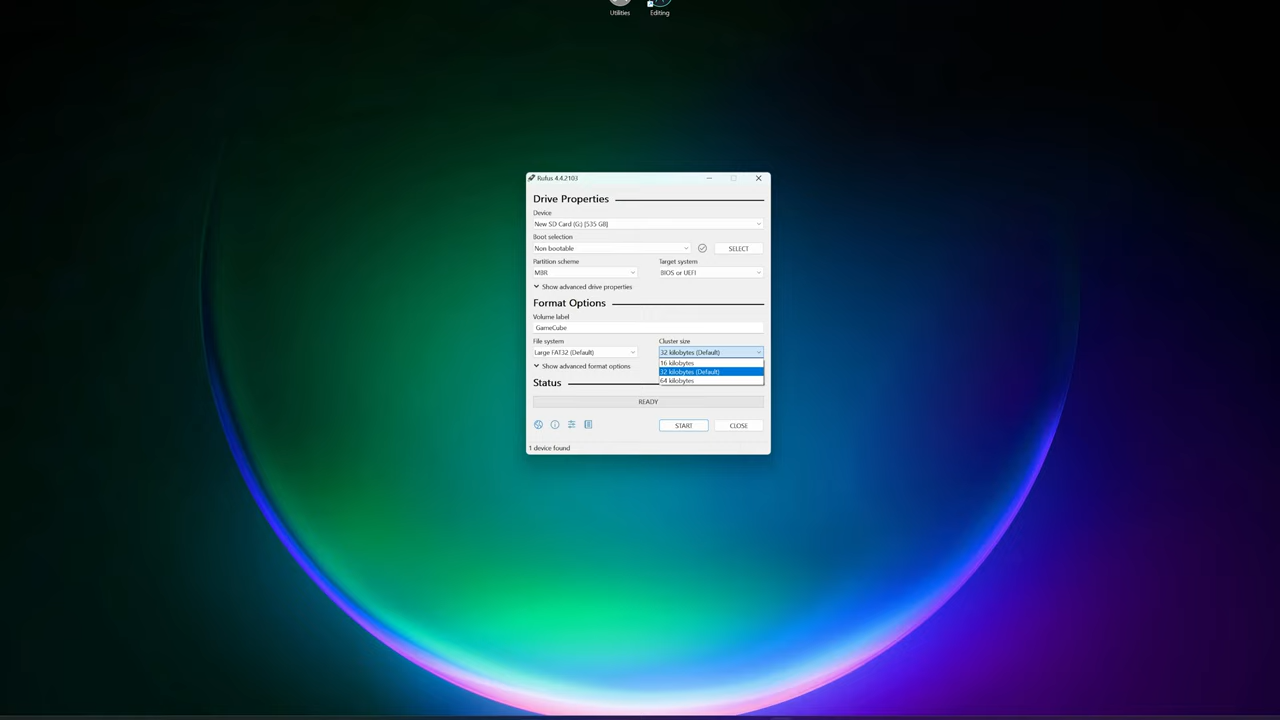 Utilities Editing
Rufus 4.4.2103
Drive Properties
Device
New SD Card (G:) [535 GB]
Boot selection
Non bootable SELECT
Partition scheme Target system
MBR BIOS or UEFI
Show advanced drive properties
Format Options
Volume label
GameCube
File system Cluster size
Large FAT32 (Default) 32 kilobytes (Default)
16 kilobytes
Show advanced format options
32 kilobytes (Default)
64 kilobytes
Status
READY
START CLOSE
1 device found